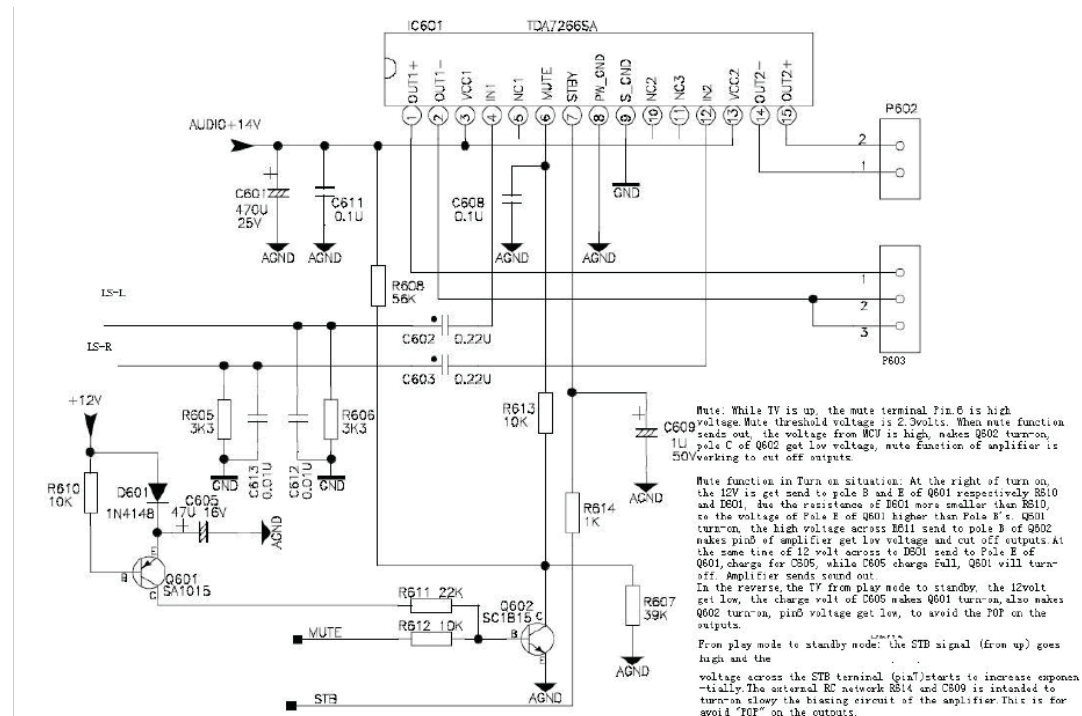 IC601 TDA7266SA
OUT1+
OUT1-
VCC1
IN1
NC1
MUTE
STBY
PW_GND
S_GND
NC2
NC3
IN2
VCC2
OUT2-
OUT2+
1 2 3 4 5 6 7 8 9 10 11 12 13 14 15
P602
2
1
AUDIO+14V
+
C601
470U
25V
C611
0.1U
C608
0.1U
GND
AGND
AGND
AGND
AGND
R608
56K
1
2
3
P603
LS-L
C602 0.22U
LS-R
C603 0.22U
+12V
R605
3K3
R606
3K3
R613
10K
+
C609
1U
50V
GND
C613
0.01U
C612
0.01U
GND
R610
10K
D601
1N4148
C605
47U 16V
+
AGND
R614
1K
E
B
C
Q601
SA1015
R611 22K
R612 10K
MUTE
Q602
SC1815
C
B
E
R607
39K
AGND
AGND
STB
Mute: While TV is up, the mute terminal Pin.6 is high
voltage.Mute threshold voltage is 2.3volts. When mute function
sends out, the voltage from MCU is high, makes Q602 turn-on,
pole C of Q602 get low voltage, mute function of amplifier is
working to cut off outputs.
Mute function in Turn on situation: At the right of turn on,
the 12V is get send to pole B and E of Q601 respectively R610
and D601, due the resistance of D601 more smaller than R610,
so the voltage of Pole E of Q601 higher than Pole B's. Q601
turn-on, the high voltage across R611 send to pole B of Q602
makes pin6 of amplifier get low voltage and cut off outputs.At
the same time of 12 volt across to D601 send to Pole E of
Q601,charge for C605, while C605 charge full, Q601 will turn-
off. Amplifier sends sound out.
In the reverse, the TV from play mode to standby, the 12volt
get low, the charge volt of C605 makes Q601 turn-on,also makes
Q602 turn-on, pin6 voltage get low, to avoid the POP on the
outputs.
From play mode to standby mode: the STB signal (from up) goes
high and the
voltage across the STB terminal (pin7)starts to increase exponen
-tially.The external RC network R614 and C609 is intended to
turn-on slowy the biasing circuit of the amplifier.This is for
avoid "POP" on the outputs.